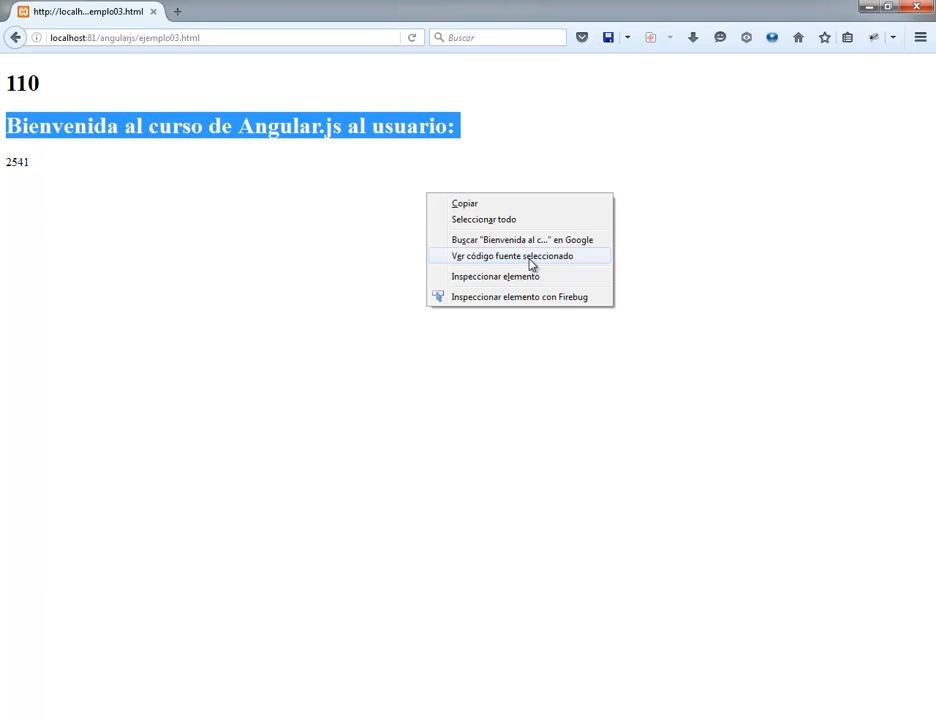 http://localh...emplo03.html
localhost:81/angularjs/ejemplo03.html
Buscar
110
Bienvenida al curso de Angular.js al usuario:
2541
Copiar
Seleccionar todo
Buscar "Bienvenida al c..." en Google
Ver código fuente seleccionado
Inspeccionar elemento
Inspeccionar elemento con Firebug